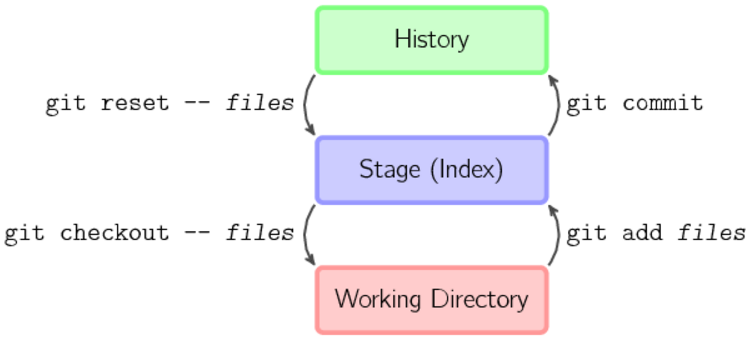 History
git reset -- files
git commit
Stage (Index)
git checkout -- files
git add files
Working Directory